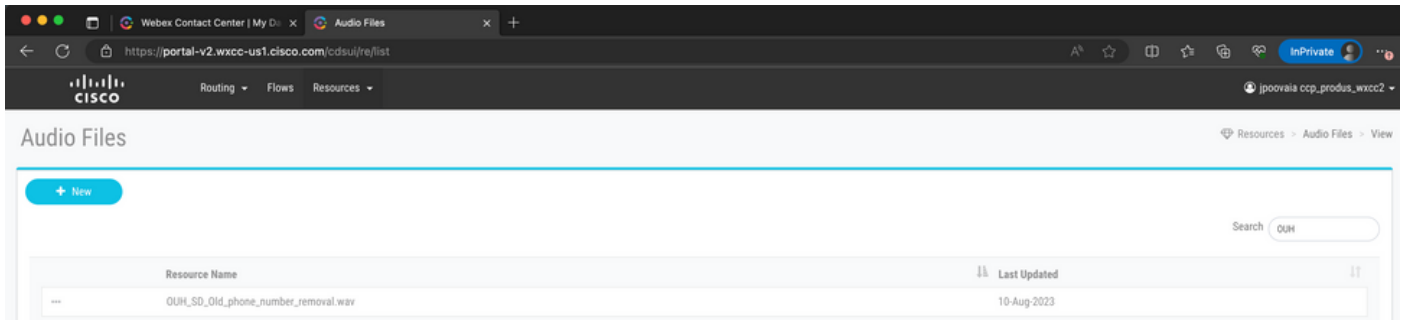 Webex Contact Center | My Da
Audio Files
https://portal-v2.wxcc-us1.cisco.com/cdsui/re/list
InPrivate
CISCO
Routing
Flows
Resources
jpoovaia ccp_produs_wxcc2
Audio Files
Resources > Audio Files > View
+ New
Search OUH
Resource Name
Last Updated
OUH_SD_Old_phone_number_removal.wav
10-Aug-2023